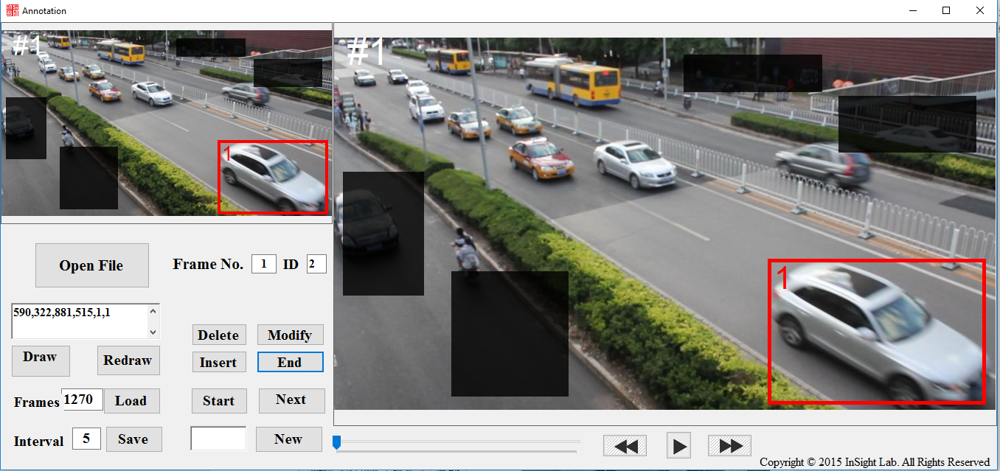 Annotation
#1
#1
1
1
Open File
Frame No. 1 ID 2
590,322,881,515,1,1
Delete Modify
Draw Redraw
Insert End
Frames 1270 Load
Start Next
Interval 5 Save
New
Copyright © 2015 InSight Lab. All Rights Reserved